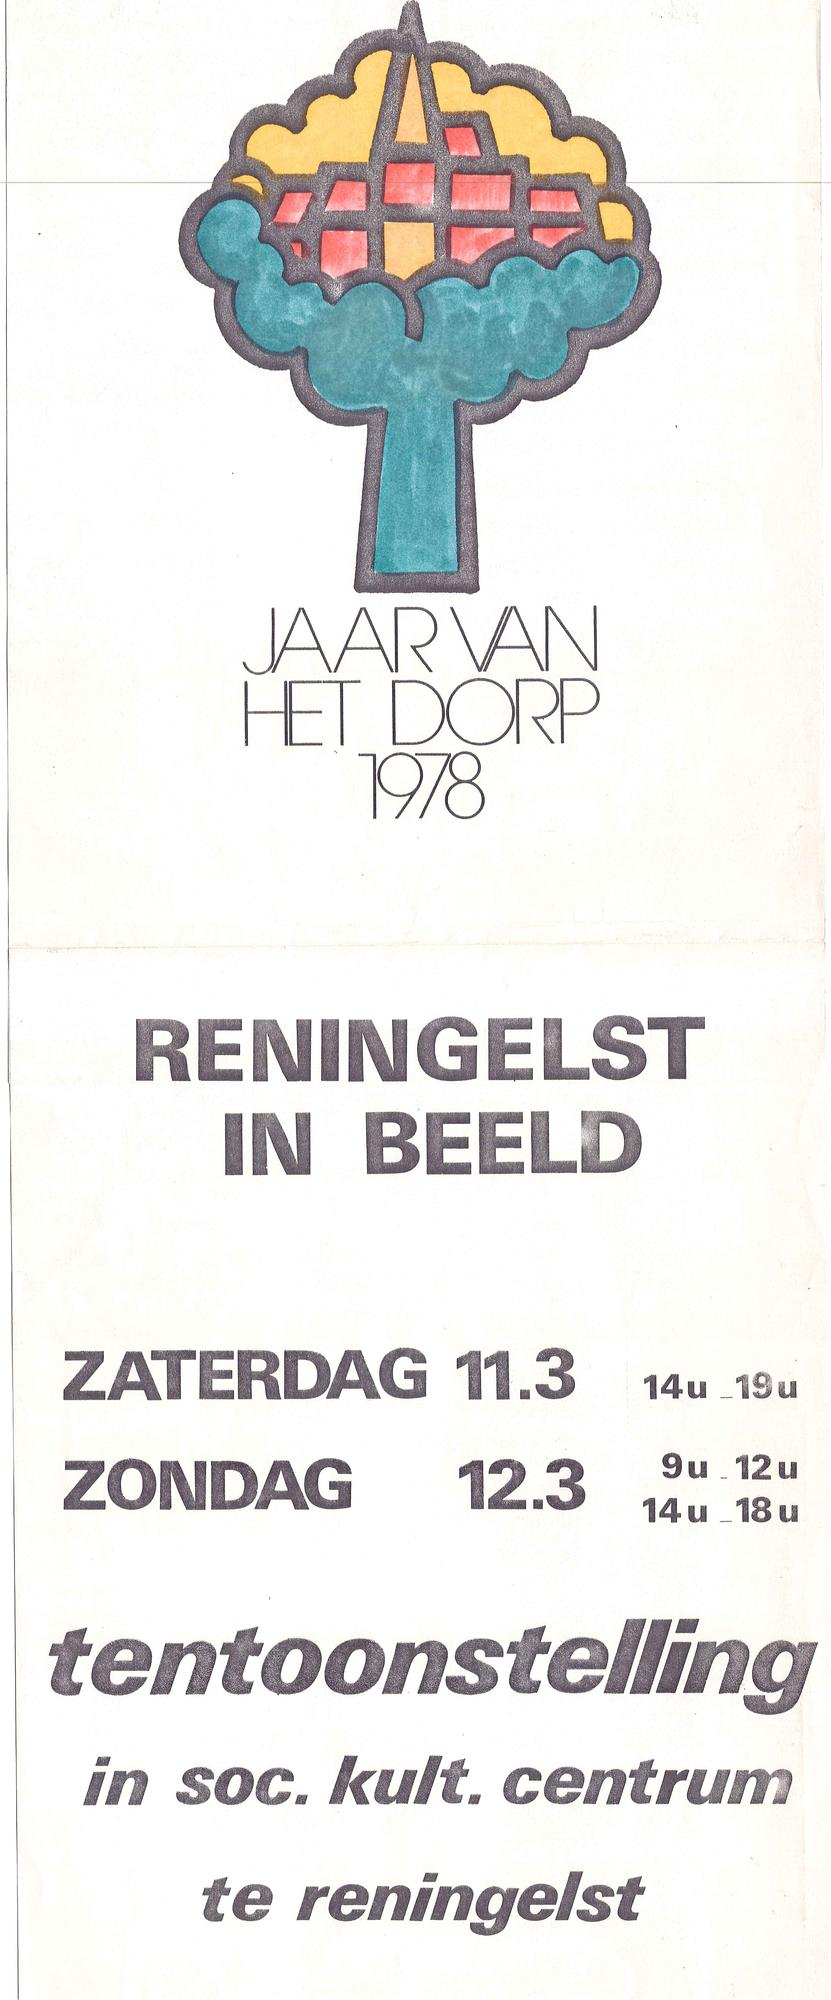 JAAR VAN
HET DORP
1978
RENINGELST
IN BEELD
ZATERDAG 11.3 14u _19u
ZONDAG 12.3 9u _ 12u
14u _18u
tentoonstelling
in soc. kult. centrum
te reningelst